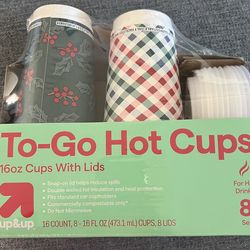 To-Go Hot Cups
16oz Cups With Lids
Snap-on lid helps reduce spills
Double walled for insulation and heat protection
Fits standard car cupholders
Commercially compostable only
Do Not Microwave
For H
Drin
8
Se
up&up
16 COUNT, 8 - 16 FL OZ (473.1 mL) CUPS, 8 LIDS